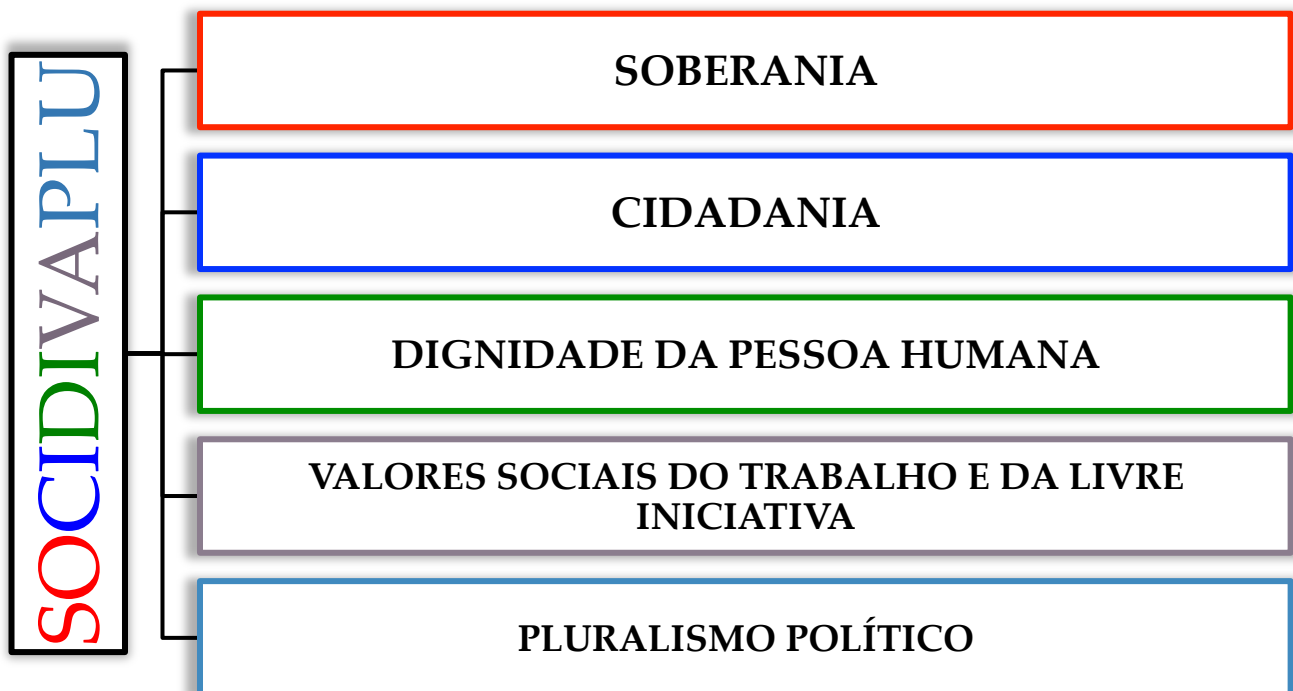 SOCIDIVAPLU
SOBERANIA
CIDADANIA
DIGNIDADE DA PESSOA HUMANA
VALORES SOCIAIS DO TRABALHO E DA LIVRE
INICIATIVA
PLURALISMO POLÍTICO